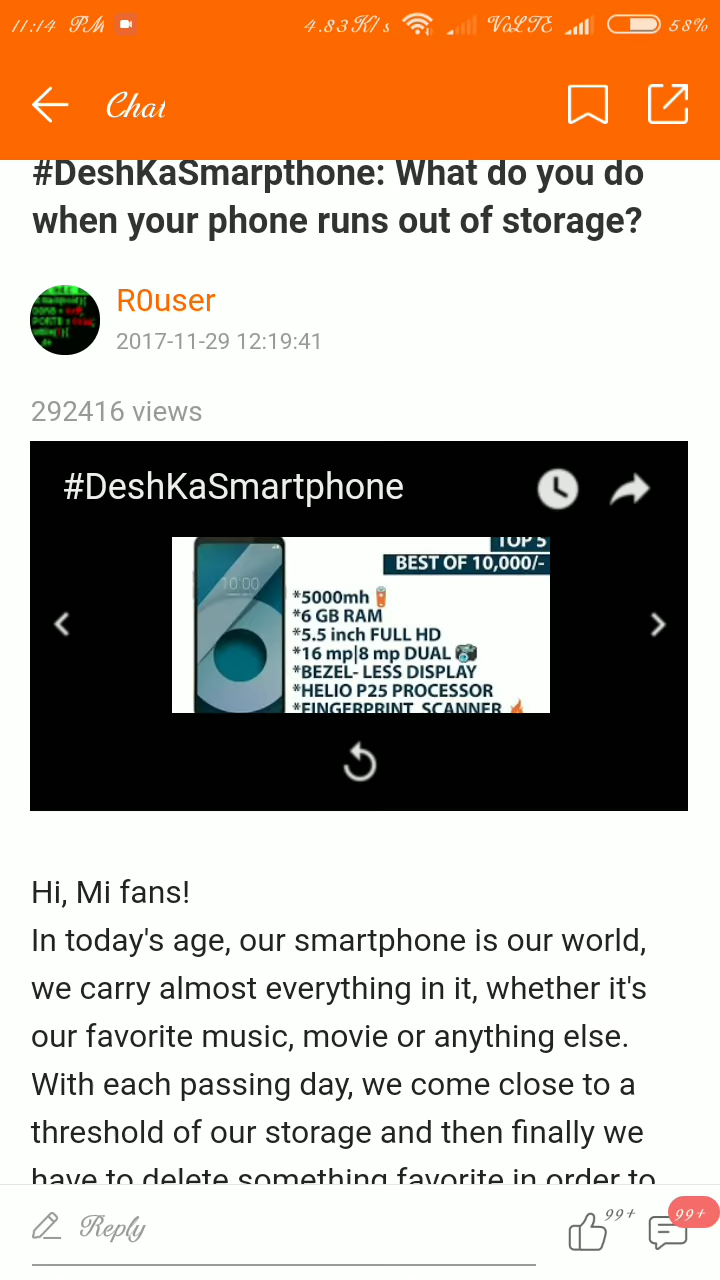 11:14 PM 4.83K/s VoLTE 58%
Chat
#DeshKaSmarpthone: What do you do
when your phone runs out of storage?
R0user
2017-11-29 12:19:41
292416 views
#DeshKaSmartphone
TOP 5
BEST OF 10,000/-
10:00
*5000mh
*6 GB RAM
*5.5 inch FULL HD
*16 mp|8 mp DUAL
*BEZEL- LESS DISPLAY
*HELIO P25 PROCESSOR
*FINGERPRINT SCANNER
Hi, Mi fans!
In today's age, our smartphone is our world,
we carry almost everything in it, whether it's
our favorite music, movie or anything else.
With each passing day, we come close to a
threshold of our storage and then finally we
have to delete something favorite in order to
Reply 99+ 99+